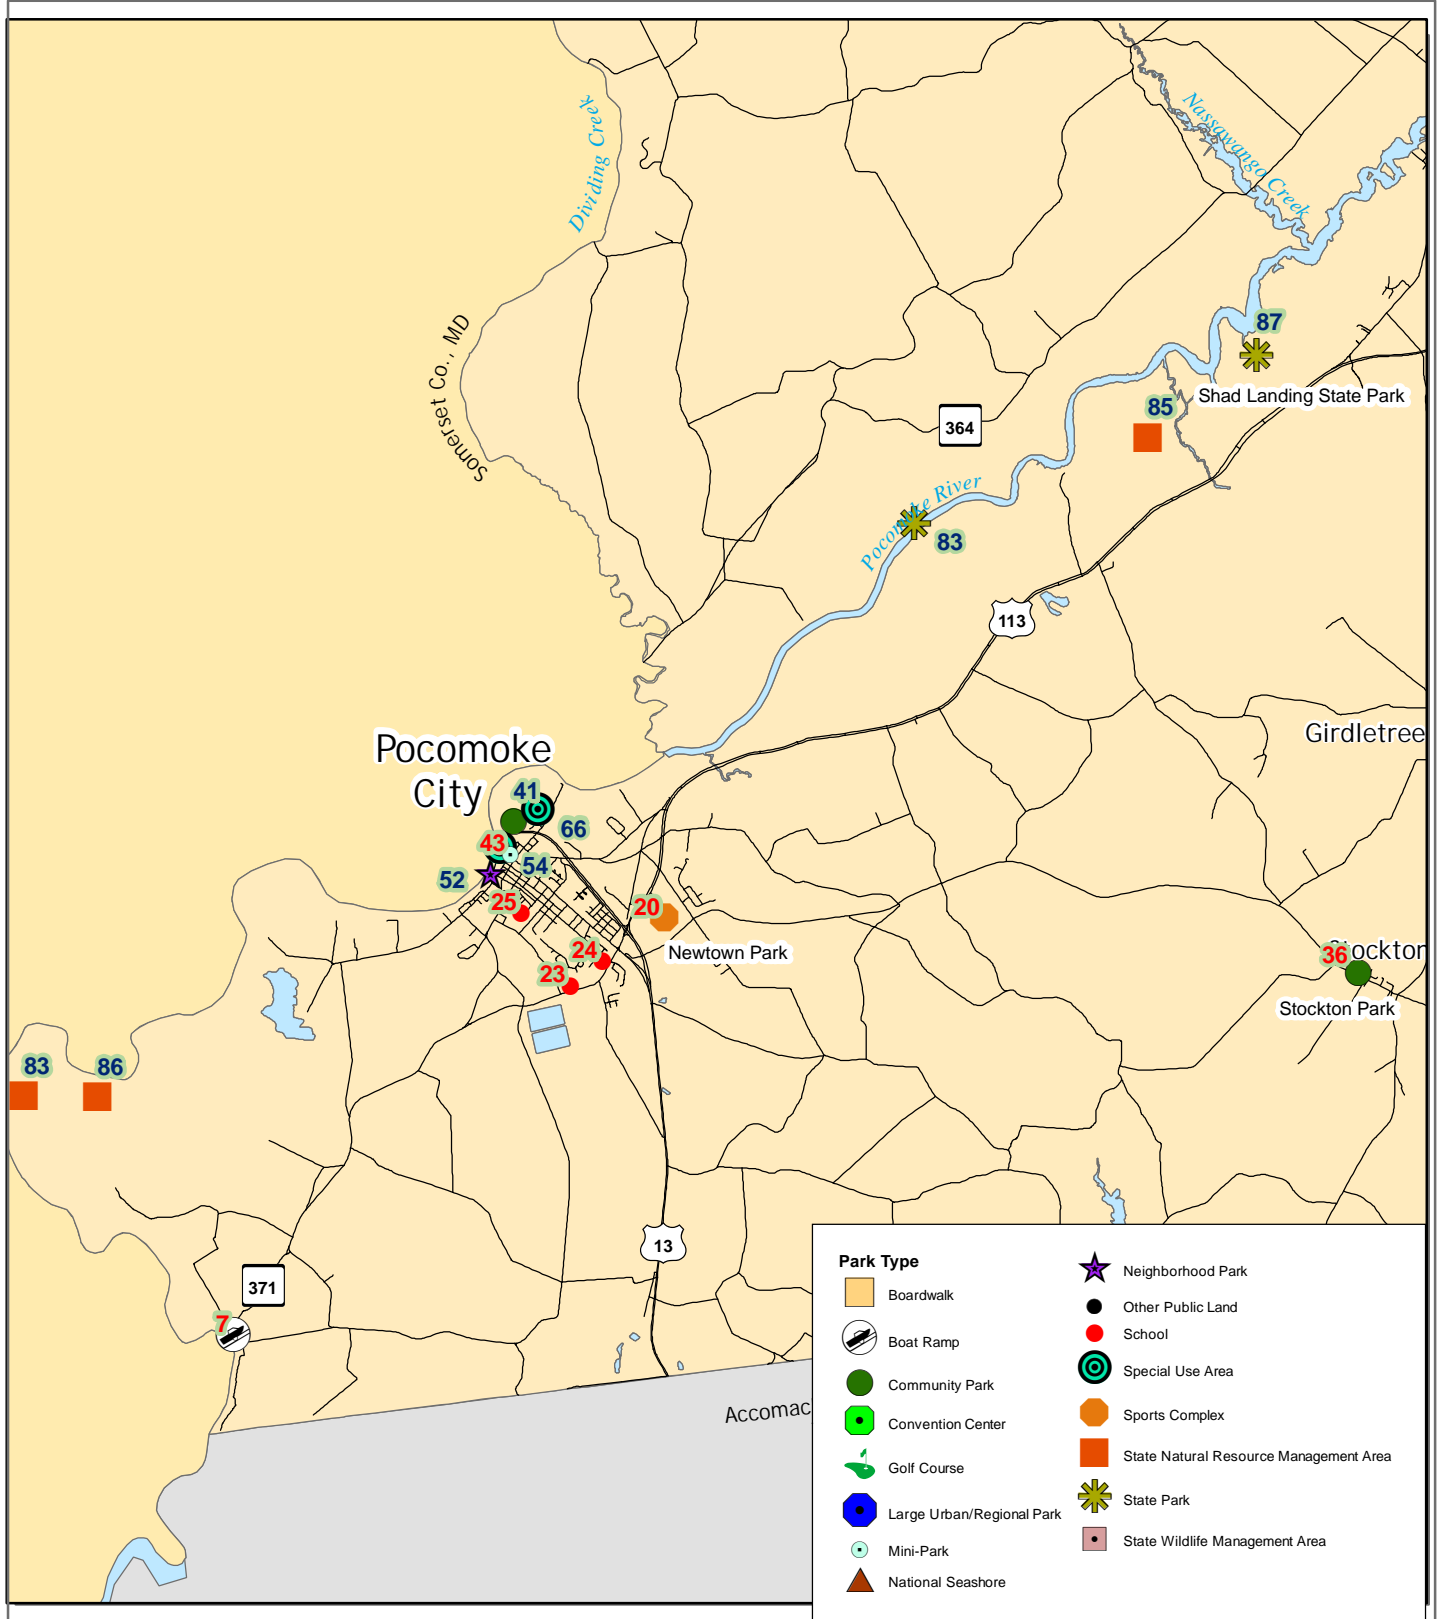 Dividing Creek
Nassawango Creek
Somerset Co., MD
87
Shad Landing State Park
85
364
Pocomoke River
83
113
Girdletree
Pocomoke
City
41
66
43
54
52
25
20
Newtown Park
24
23
Stockton
36
Stockton Park
83
86
13
371
7
Accomac
Park Type
Boardwalk
Boat Ramp
Community Park
Convention Center
Golf Course
Large Urban/Regional Park
Mini-Park
National Seashore
Neighborhood Park
Other Public Land
School
Special Use Area
Sports Complex
State Natural Resource Management Area
State Park
State Wildlife Management Area